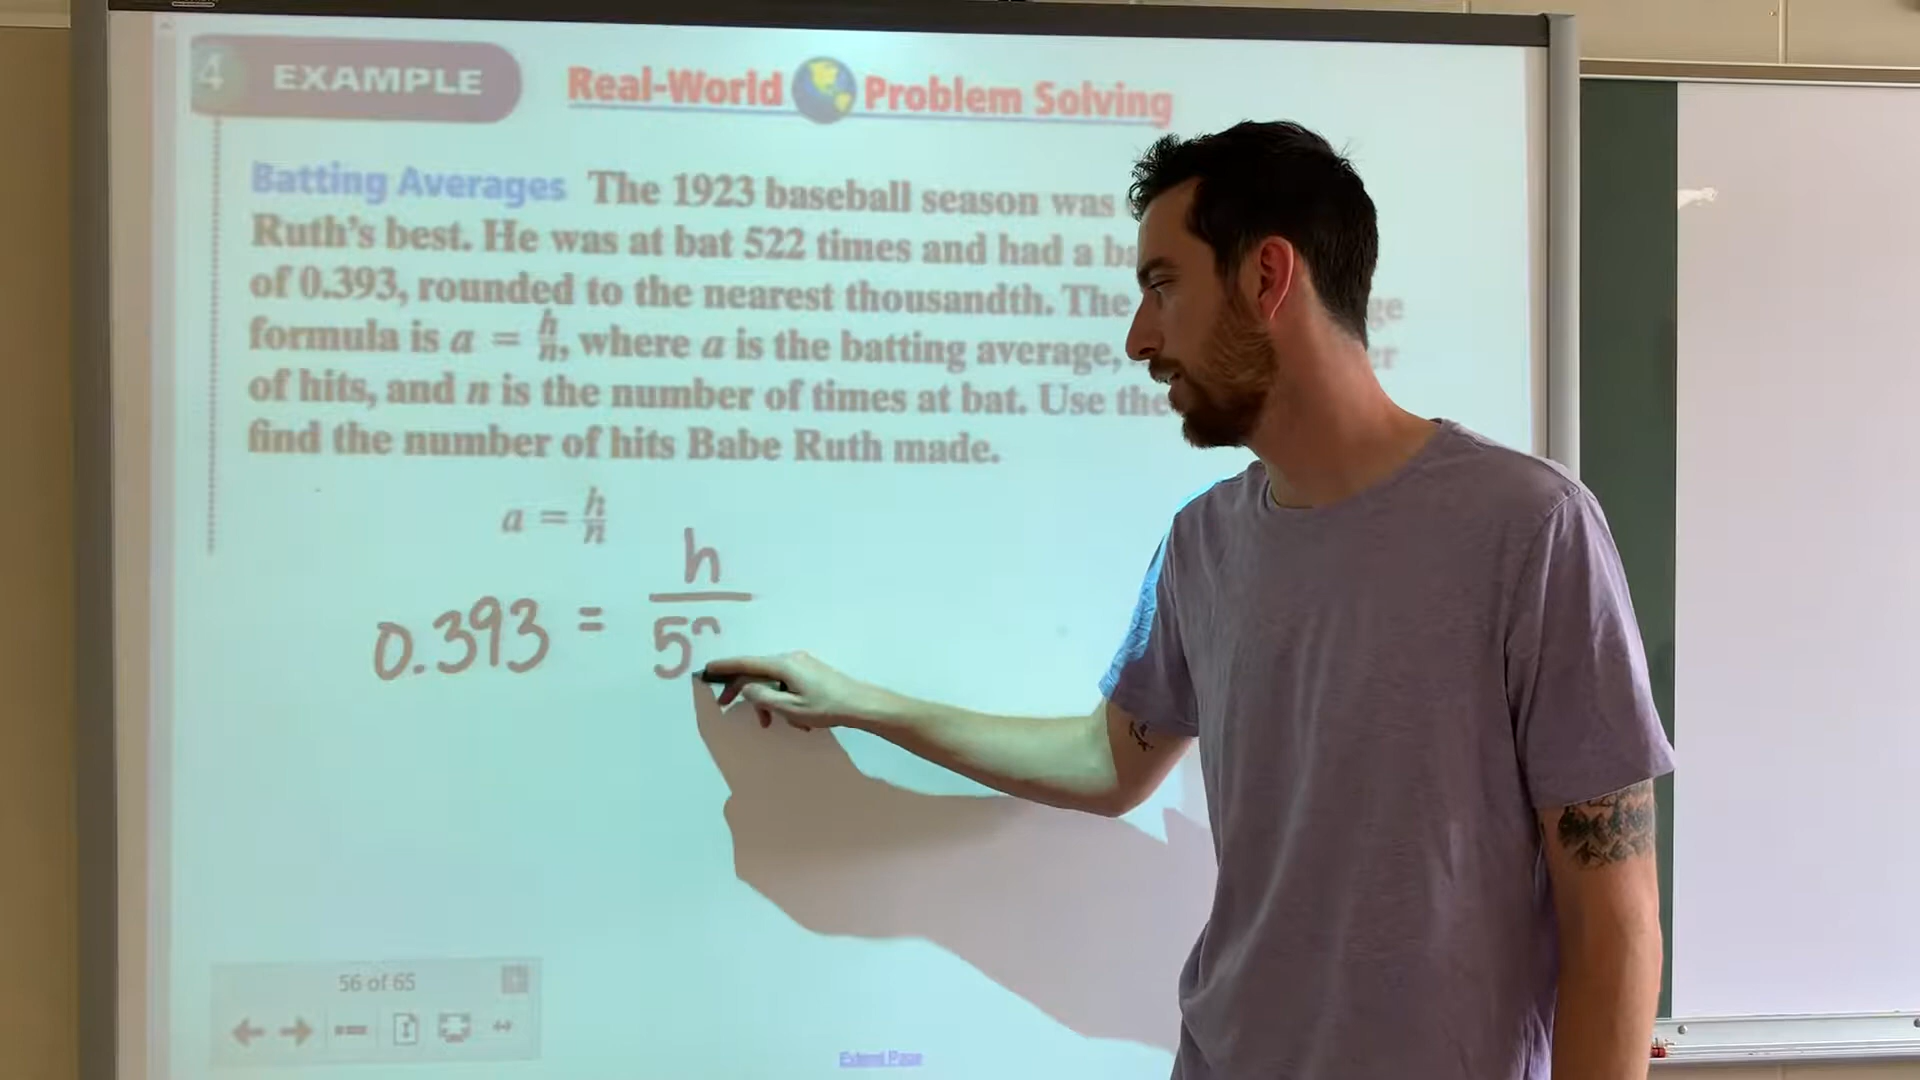 4 EXAMPLE Real-World Problem Solving
Batting Averages The 1923 baseball season was
Ruth's best. He was at bat 522 times and had a
of 0.393, rounded to the nearest thousandth. The
formula is a = h/n, where a is the batting average,
of hits, and n is the number of times at bat. Use the
find the number of hits Babe Ruth made.
a = h/n
0.393 = h/5
56 of 65
Extend Page